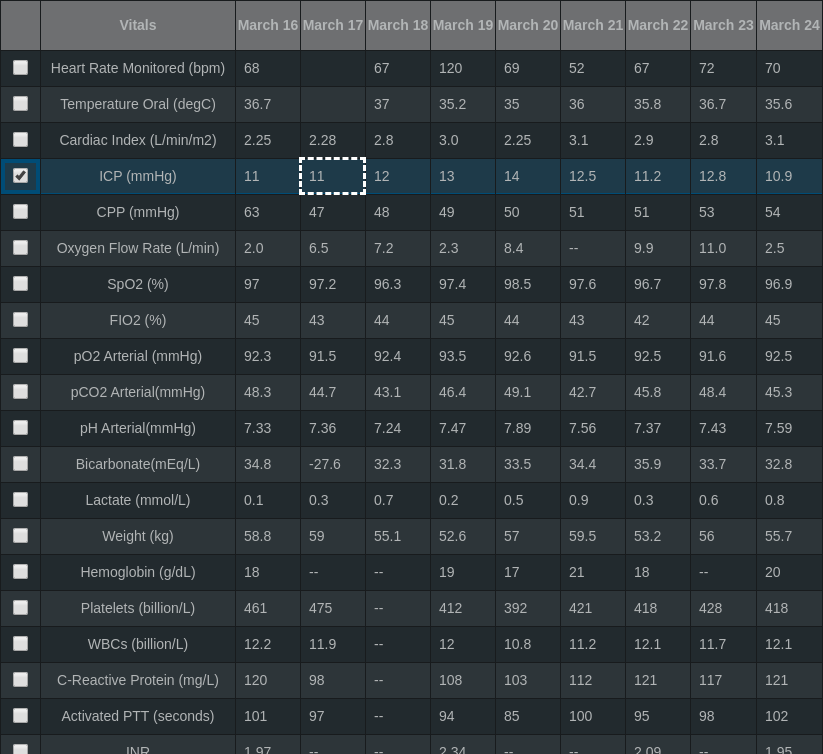 Vitals March 16 March 17 March 18 March 19 March 20 March 21 March 22 March 23 March 24
Heart Rate Monitored (bpm) 68 67 120 69 52 67 72 70
Temperature Oral (degC) 36.7 37 35.2 35 36 35.8 36.7 35.6
Cardiac Index (L/min/m2) 2.25 2.28 2.8 3.0 2.25 3.1 2.9 2.8 3.1
ICP (mmHg) 11 11 12 13 14 12.5 11.2 12.8 10.9
CPP (mmHg) 63 47 48 49 50 51 51 53 54
Oxygen Flow Rate (L/min) 2.0 6.5 7.2 2.3 8.4 -- 9.9 11.0 2.5
SpO2 (%) 97 97.2 96.3 97.4 98.5 97.6 96.7 97.8 96.9
FIO2 (%) 45 43 44 45 44 43 42 44 45
pO2 Arterial (mmHg) 92.3 91.5 92.4 93.5 92.6 91.5 92.5 91.6 92.5
pCO2 Arterial(mmHg) 48.3 44.7 43.1 46.4 49.1 42.7 45.8 48.4 45.3
pH Arterial(mmHg) 7.33 7.36 7.24 7.47 7.89 7.56 7.37 7.43 7.59
Bicarbonate(mEq/L) 34.8 -27.6 32.3 31.8 33.5 34.4 35.9 33.7 32.8
Lactate (mmol/L) 0.1 0.3 0.7 0.2 0.5 0.9 0.3 0.6 0.8
Weight (kg) 58.8 59 55.1 52.6 57 59.5 53.2 56 55.7
Hemoglobin (g/dL) 18 -- -- 19 17 21 18 -- 20
Platelets (billion/L) 461 475 -- 412 392 421 418 428 418
WBCs (billion/L) 12.2 11.9 -- 12 10.8 11.2 12.1 11.7 12.1
C-Reactive Protein (mg/L) 120 98 -- 108 103 112 121 117 121
Activated PTT (seconds) 101 97 -- 94 85 100 95 98 102
INR 1.97 -- -- 2.34 -- -- 2.09 -- 1.95